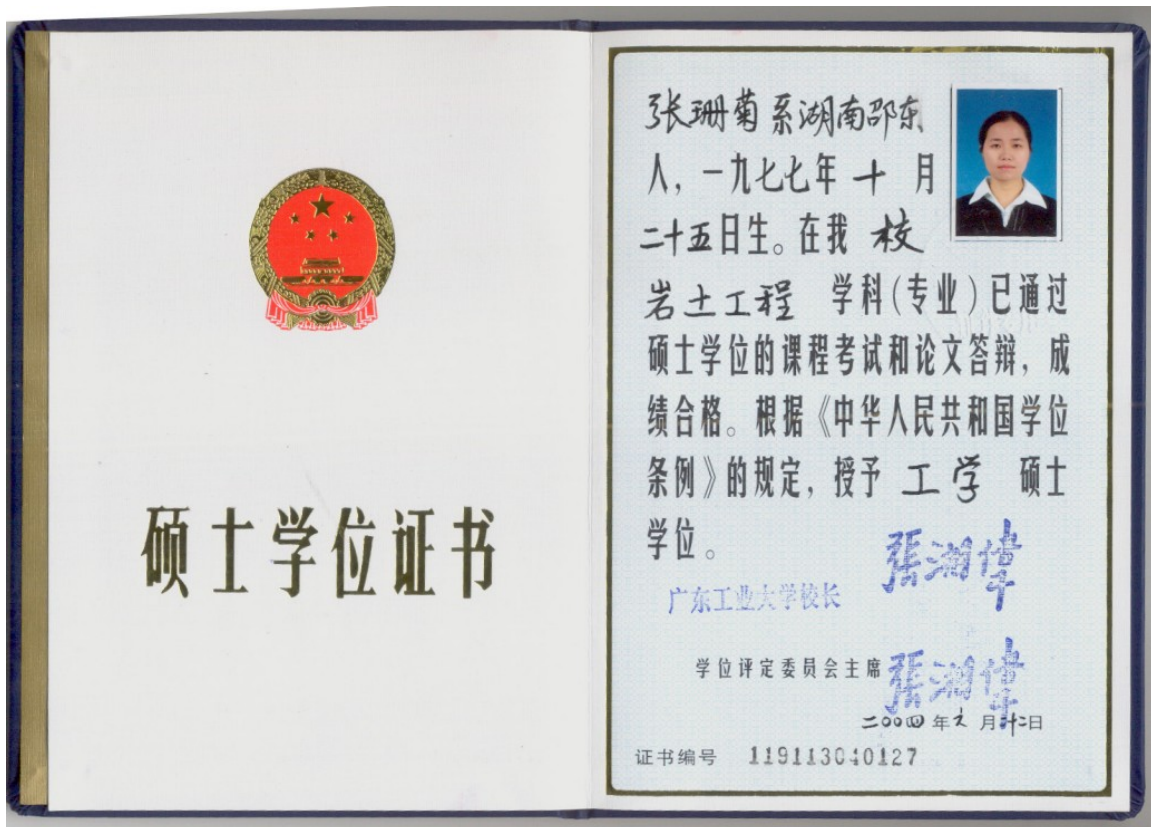 硕士学位证书
张珊菊系湖南邵东
人，一九七七年十月
二十五日生。在我校
岩土工程 学科(专业)已通过
硕士学位的课程考试和论文答辩，成
绩合格。根据《中华人民共和国学位
条例》的规定，授予 工学 硕士
学位。
广东工业大学校长 張湘偉
学位评定委员会主席 張湘偉
二〇〇四年 月廿二日
证书编号 119113040127